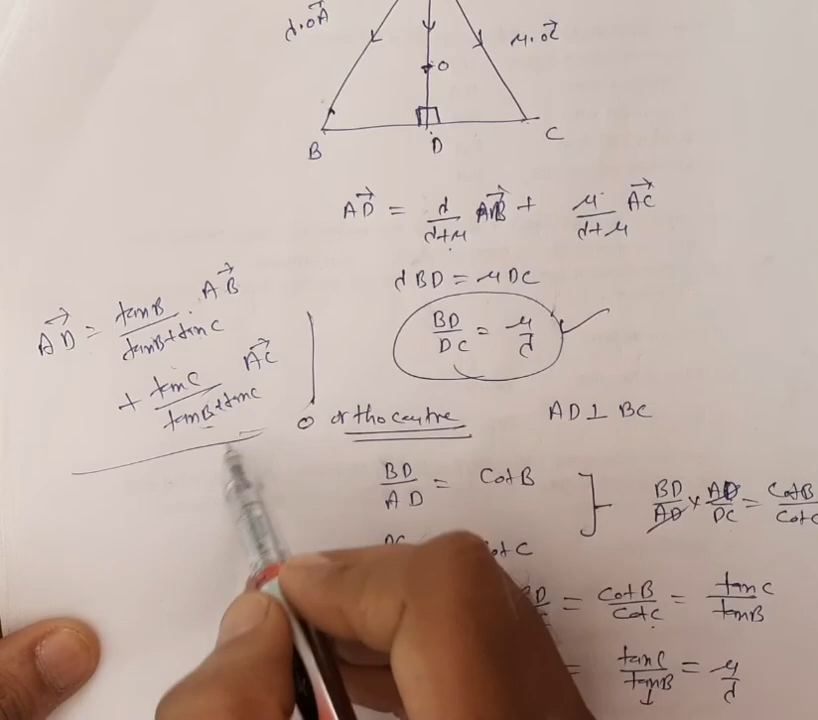 λ·OA→
μ·OC→
O
B
D
C
AD→ = λ/λ+μ AB→ + μ/λ+μ AC→
λBD = μDC
BD/DC = μ/λ
AD→ = tanB/tanB+tanC · AB→
+ tanC/tanB+tanC AC→
O orthocentre
AD⊥BC
BD/AD = CotB
BD/AD × AD/DC = CotB/CotC
= CotB/CotC = tanC/tanB
= tanC/tanB = μ/λ